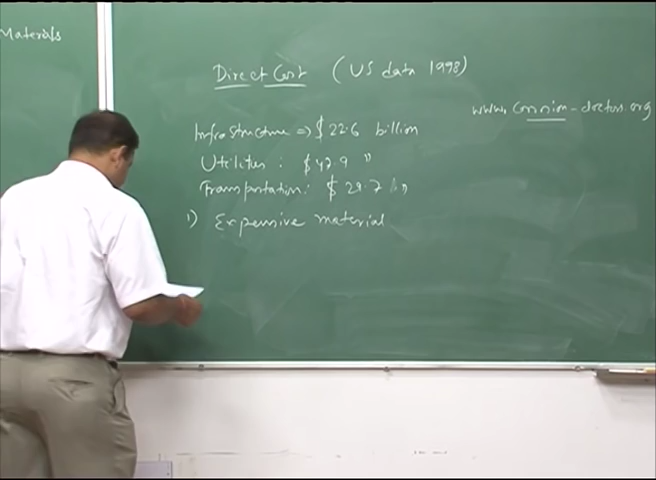 Materials
Direct Cost (US data 1998)
www. corrosion-doctors.org
Infrastructure => $ 22.6 billion
Utilities : $ 47.9 "
Transportation: $ 29.7 "
1) Expensive material